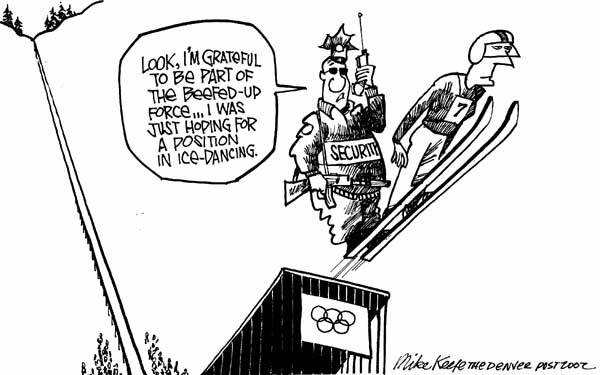 LOOK, I'M GRATEFUL
TO BE PART OF
THE BEEFED-UP
FORCE... I WAS
JUST HOPING FOR
A POSITION
IN ICE-DANCING.
SECURITY
7
Mike Keefe THE DENVER POST 2002